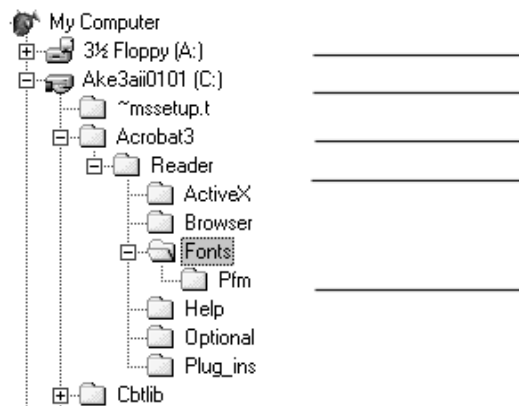 My Computer
3½ Floppy (A:)
Ake3aii0101 (C:)
~mssetup.t
Acrobat3
Reader
ActiveX
Browser
Fonts
Pfm
Help
Optional
Plug_ins
Cbtlib